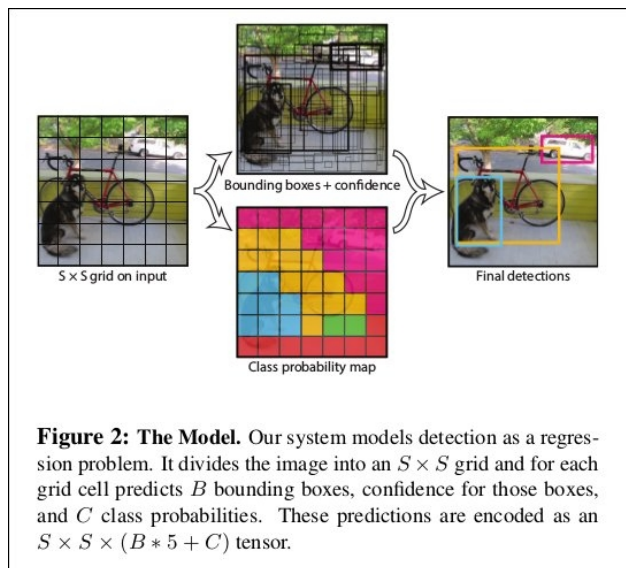 Bounding boxes + confidence
S × S grid on input
Final detections
Class probability map
Figure 2: The Model. Our system models detection as a regres-
sion problem. It divides the image into an S × S grid and for each
grid cell predicts B bounding boxes, confidence for those boxes,
and C class probabilities. These predictions are encoded as an
S × S × (B ∗ 5 + C) tensor.